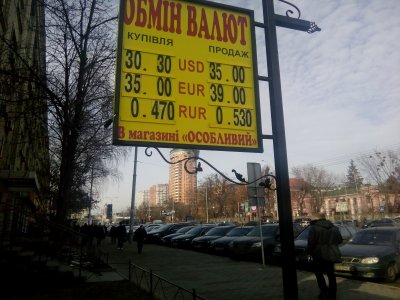 ОБМІН ВАЛЮТ
КУПІВЛЯ ПРОДАЖ
30.30 USD 35.00
35.00 EUR 39.00
0.470 RUR 0.530
В магазині «ОСОБЛИВИЙ»